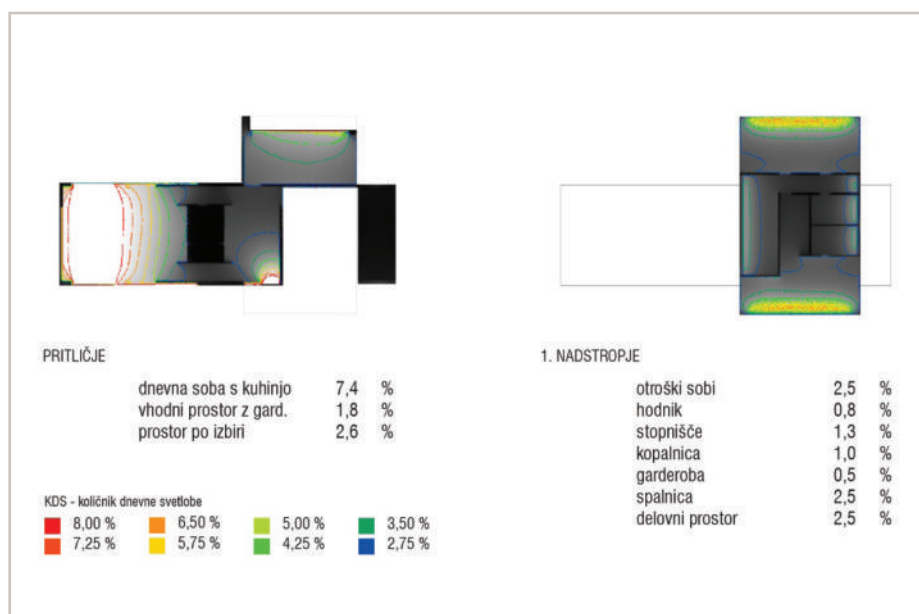 PRITLIČJE
dnevna soba s kuhinjo 7,4 %
vhodni prostor z gard. 1,8 %
prostor po izbiri 2,6 %
KDS - količnik dnevne svetlobe
8,00 % 6,50 % 5,00 % 3,50 %
7,25 % 5,75 % 4,25 % 2,75 %
1. NADSTROPJE
otroški sobi 2,5 %
hodnik 0,8 %
stopnišče 1,3 %
kopalnica 1,0 %
garderoba 0,5 %
spalnica 2,5 %
delovni prostor 2,5 %